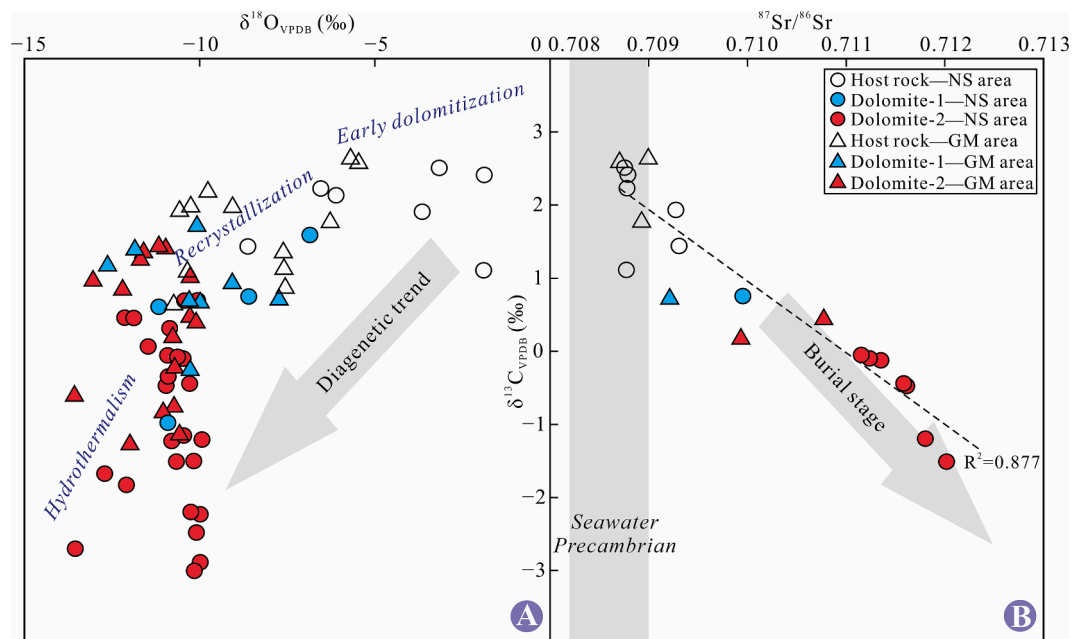 δ¹⁸O_VPDB (‰)
⁸⁷Sr/⁸⁶Sr
−15 −10 −5 0
0.708 0.709 0.710 0.711 0.712 0.713
Host rock—NS area
Dolomite-1—NS area
Dolomite-2—NS area
Host rock—GM area
Dolomite-1—GM area
Dolomite-2—GM area
Early dolomitization
Recrystallization
Diagenetic trend
Hydrothermalism
δ¹³C_VPDB (‰)
3
2
1
0
−1
−2
−3
Burial stage
R²=0.877
Seawater
Precambrian
A
B